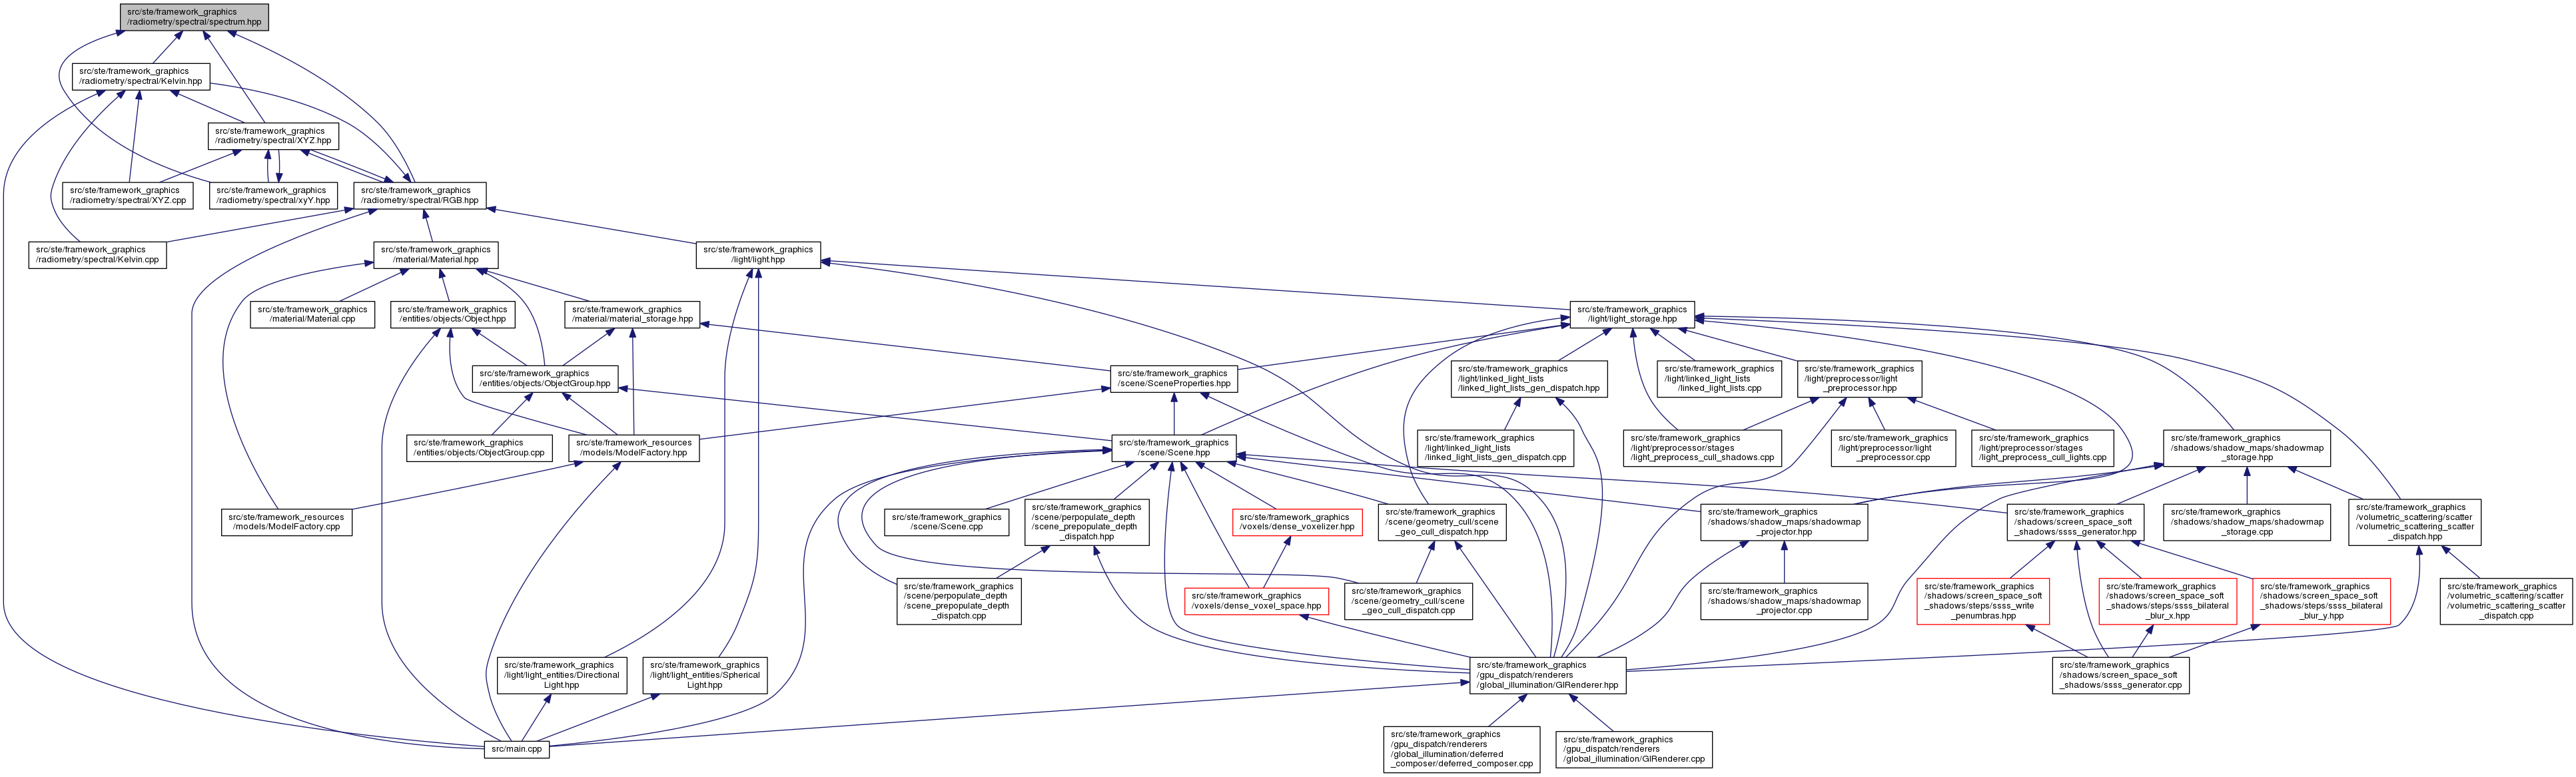 src/ste/framework_graphics
/radiometry/spectral/spectrum.hpp
src/ste/framework_graphics
/radiometry/spectral/Kelvin.hpp
src/ste/framework_graphics
/radiometry/spectral/XYZ.hpp
src/ste/framework_graphics
/radiometry/spectral/XYZ.cpp
src/ste/framework_graphics
/radiometry/spectral/xyY.hpp
src/ste/framework_graphics
/radiometry/spectral/RGB.hpp
src/ste/framework_graphics
/radiometry/spectral/Kelvin.cpp
src/ste/framework_graphics
/material/Material.hpp
src/ste/framework_graphics
/light/light.hpp
src/ste/framework_graphics
/material/Material.cpp
src/ste/framework_graphics
/entities/objects/Object.hpp
src/ste/framework_graphics
/material/material_storage.hpp
src/ste/framework_graphics
/light/light_storage.hpp
src/ste/framework_graphics
/entities/objects/ObjectGroup.hpp
src/ste/framework_graphics
/scene/SceneProperties.hpp
src/ste/framework_graphics
/light/linked_light_lists
/linked_light_lists_gen_dispatch.hpp
src/ste/framework_graphics
/light/linked_light_lists
/linked_light_lists.cpp
src/ste/framework_graphics
/light/preprocessor/light
_preprocessor.hpp
src/ste/framework_graphics
/entities/objects/ObjectGroup.cpp
src/ste/framework_resources
/models/ModelFactory.hpp
src/ste/framework_graphics
/scene/Scene.hpp
src/ste/framework_graphics
/light/linked_light_lists
/linked_light_lists_gen_dispatch.cpp
src/ste/framework_graphics
/light/preprocessor/stages
/light_preprocess_cull_shadows.cpp
src/ste/framework_graphics
/light/preprocessor/light
_preprocessor.cpp
src/ste/framework_graphics
/light/preprocessor/stages
/light_preprocess_cull_lights.cpp
src/ste/framework_graphics
/shadows/shadow_maps/shadowmap
_storage.hpp
src/ste/framework_resources
/models/ModelFactory.cpp
src/ste/framework_graphics
/scene/Scene.cpp
src/ste/framework_graphics
/scene/perpopulate_depth
/scene_prepopulate_depth
_dispatch.hpp
src/ste/framework_graphics
/voxels/dense_voxelizer.hpp
src/ste/framework_graphics
/scene/geometry_cull/scene
_geo_cull_dispatch.hpp
src/ste/framework_graphics
/shadows/shadow_maps/shadowmap
_projector.hpp
src/ste/framework_graphics
/shadows/screen_space_soft
_shadows/ssss_generator.hpp
src/ste/framework_graphics
/shadows/shadow_maps/shadowmap
_storage.cpp
src/ste/framework_graphics
/volumetric_scattering/scatter
/volumetric_scattering_scatter
_dispatch.hpp
src/ste/framework_graphics
/scene/perpopulate_depth
/scene_prepopulate_depth
_dispatch.cpp
src/ste/framework_graphics
/voxels/dense_voxel_space.hpp
src/ste/framework_graphics
/scene/geometry_cull/scene
_geo_cull_dispatch.cpp
src/ste/framework_graphics
/shadows/shadow_maps/shadowmap
_projector.cpp
src/ste/framework_graphics
/shadows/screen_space_soft
_shadows/steps/ssss_write
_penumbras.hpp
src/ste/framework_graphics
/shadows/screen_space_soft
_shadows/steps/ssss_bilateral
_blur_x.hpp
src/ste/framework_graphics
/shadows/screen_space_soft
_shadows/steps/ssss_bilateral
_blur_y.hpp
src/ste/framework_graphics
/volumetric_scattering/scatter
/volumetric_scattering_scatter
_dispatch.cpp
src/ste/framework_graphics
/light/light_entities/Directional
Light.hpp
src/ste/framework_graphics
/light/light_entities/Spherical
Light.hpp
src/ste/framework_graphics
/gpu_dispatch/renderers
/global_illumination/GIRenderer.hpp
src/ste/framework_graphics
/shadows/screen_space_soft
_shadows/ssss_generator.cpp
src/main.cpp
src/ste/framework_graphics
/gpu_dispatch/renderers
/global_illumination/deferred
_composer/deferred_composer.cpp
src/ste/framework_graphics
/gpu_dispatch/renderers
/global_illumination/GIRenderer.cpp